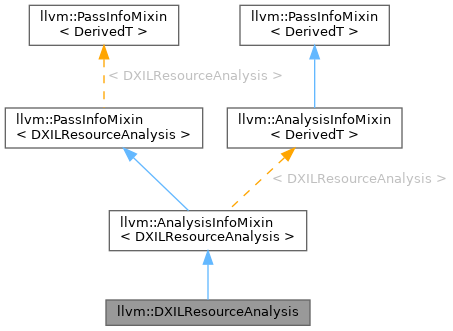 llvm::PassInfoMixin
< DerivedT >
llvm::PassInfoMixin
< DerivedT >
< DXILResourceAnalysis >
llvm::PassInfoMixin
< DXILResourceAnalysis >
llvm::AnalysisInfoMixin
< DerivedT >
< DXILResourceAnalysis >
llvm::AnalysisInfoMixin
< DXILResourceAnalysis >
llvm::DXILResourceAnalysis